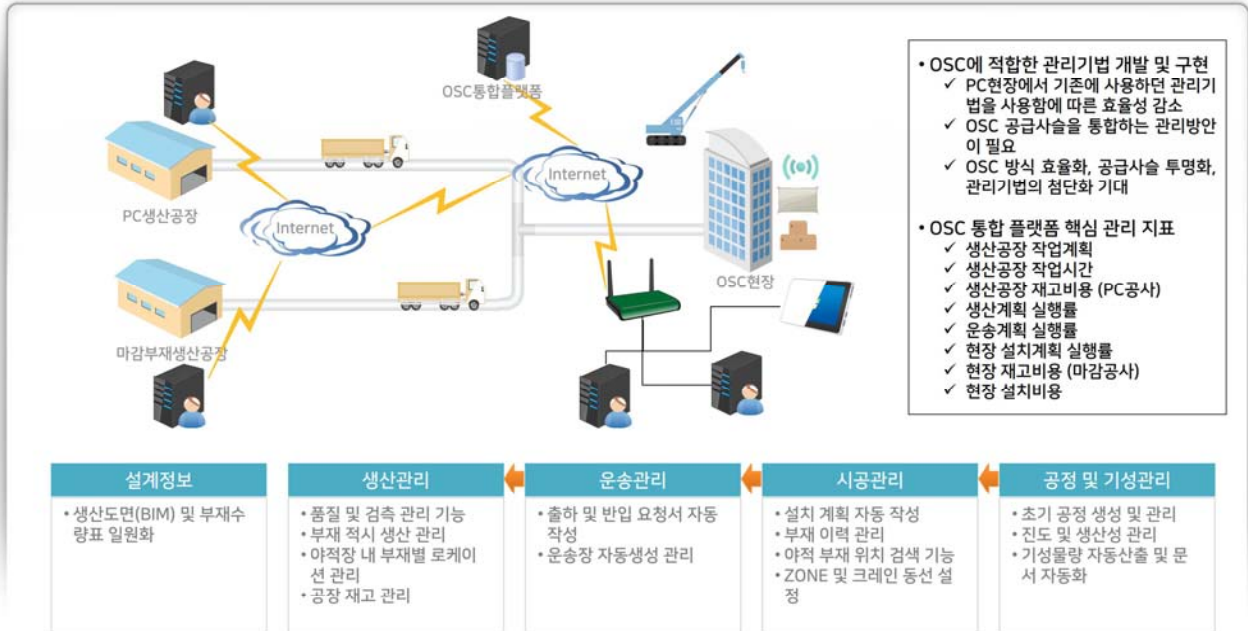 OSC통합플랫폼
PC생산공장
Internet
Internet
마감부재생산공장
OSC현장
• OSC에 적합한 관리기법 개발 및 구현
✓ PC현장에서 기존에 사용하던 관리기
법을 사용함에 따른 효율성 감소
✓ OSC 공급사슬을 통합하는 관리방안
이 필요
✓ OSC 방식 효율화, 공급사슬 투명화,
관리기법의 첨단화 기대
• OSC 통합 플랫폼 핵심 관리 지표
✓ 생산공장 작업계획
✓ 생산공장 작업시간
✓ 생산공장 재고비용 (PC공사)
✓ 생산계획 실행률
✓ 운송계획 실행률
✓ 현장 설치계획 실행률
✓ 현장 재고비용 (마감공사)
✓ 현장 설치비용
설계정보
• 생산도면(BIM) 및 부재수
량표 일원화
생산관리
• 품질 및 검측 관리 기능
• 부재 적시 생산 관리
• 야적장 내 부재별 로케이
션 관리
• 공장 재고 관리
운송관리
• 출하 및 반입 요청서 자동
작성
• 운송장 자동생성 관리
시공관리
• 설치 계획 자동 작성
• 부재 이력 관리
• 야적 부재 위치 검색 기능
• ZONE 및 크레인 동선 설
정
공정 및 기성관리
• 초기 공정 생성 및 관리
• 진도 및 생산성 관리
• 기성물량 자동산출 및 문
서 자동화